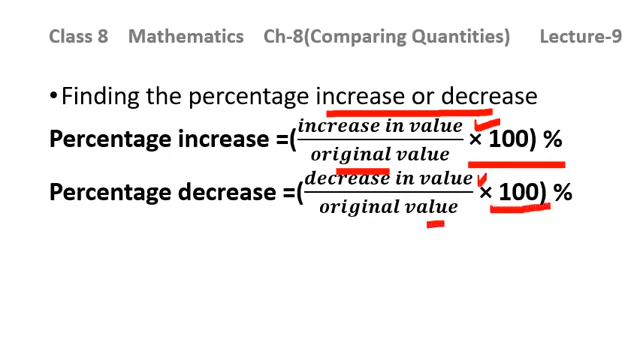 Class 8 Mathematics Ch-8(Comparing Quantities) Lecture-9
•Finding the percentage increase or decrease
Percentage increase =(increase in value/original value × 100) %
Percentage decrease =(decrease in value/original value × 100) %